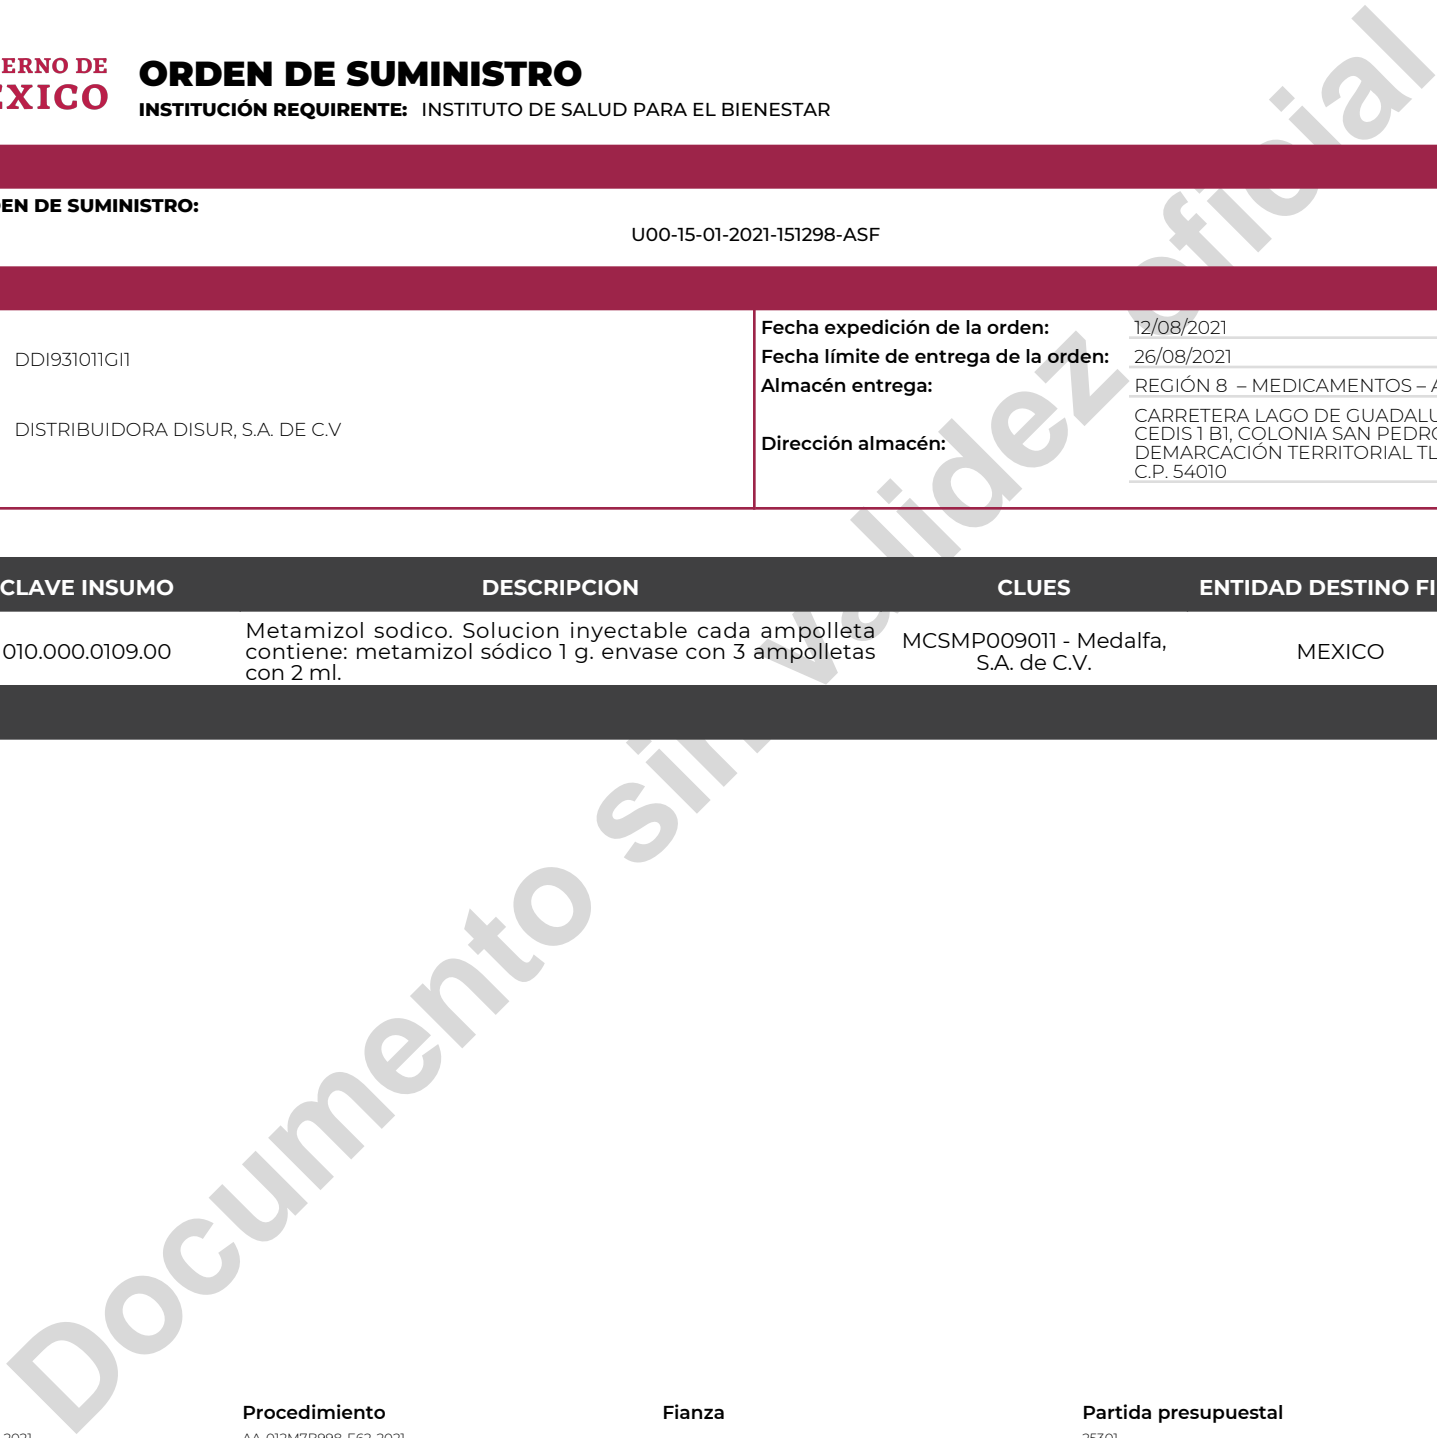 ERNO DE
EXICO
ORDEN DE SUMINISTRO
INSTITUCIÓN REQUIRENTE: INSTITUTO DE SALUD PARA EL BIENESTAR
EN DE SUMINISTRO:
U00-15-01-2021-151298-ASF
DDI931011GI1
DISTRIBUIDORA DISUR, S.A. DE C.V
Fecha expedición de la orden: 12/08/2021
Fecha límite de entrega de la orden: 26/08/2021
Almacén entrega: REGIÓN 8 – MEDICAMENTOS – A
Dirección almacén:
CARRETERA LAGO DE GUADALU
CEDIS 1 B1, COLONIA SAN PEDRO
DEMARCACIÓN TERRITORIAL TL
C.P. 54010
CLAVE INSUMO DESCRIPCION CLUES ENTIDAD DESTINO FI
010.000.0109.00
Metamizol sodico. Solucion inyectable cada ampolleta
contiene: metamizol sódico 1 g. envase con 3 ampolletas
con 2 ml.
MCSMP009011 - Medalfa,
S.A. de C.V.
MEXICO
Documento sin validez oficial
Procedimiento Fianza Partida presupuestal